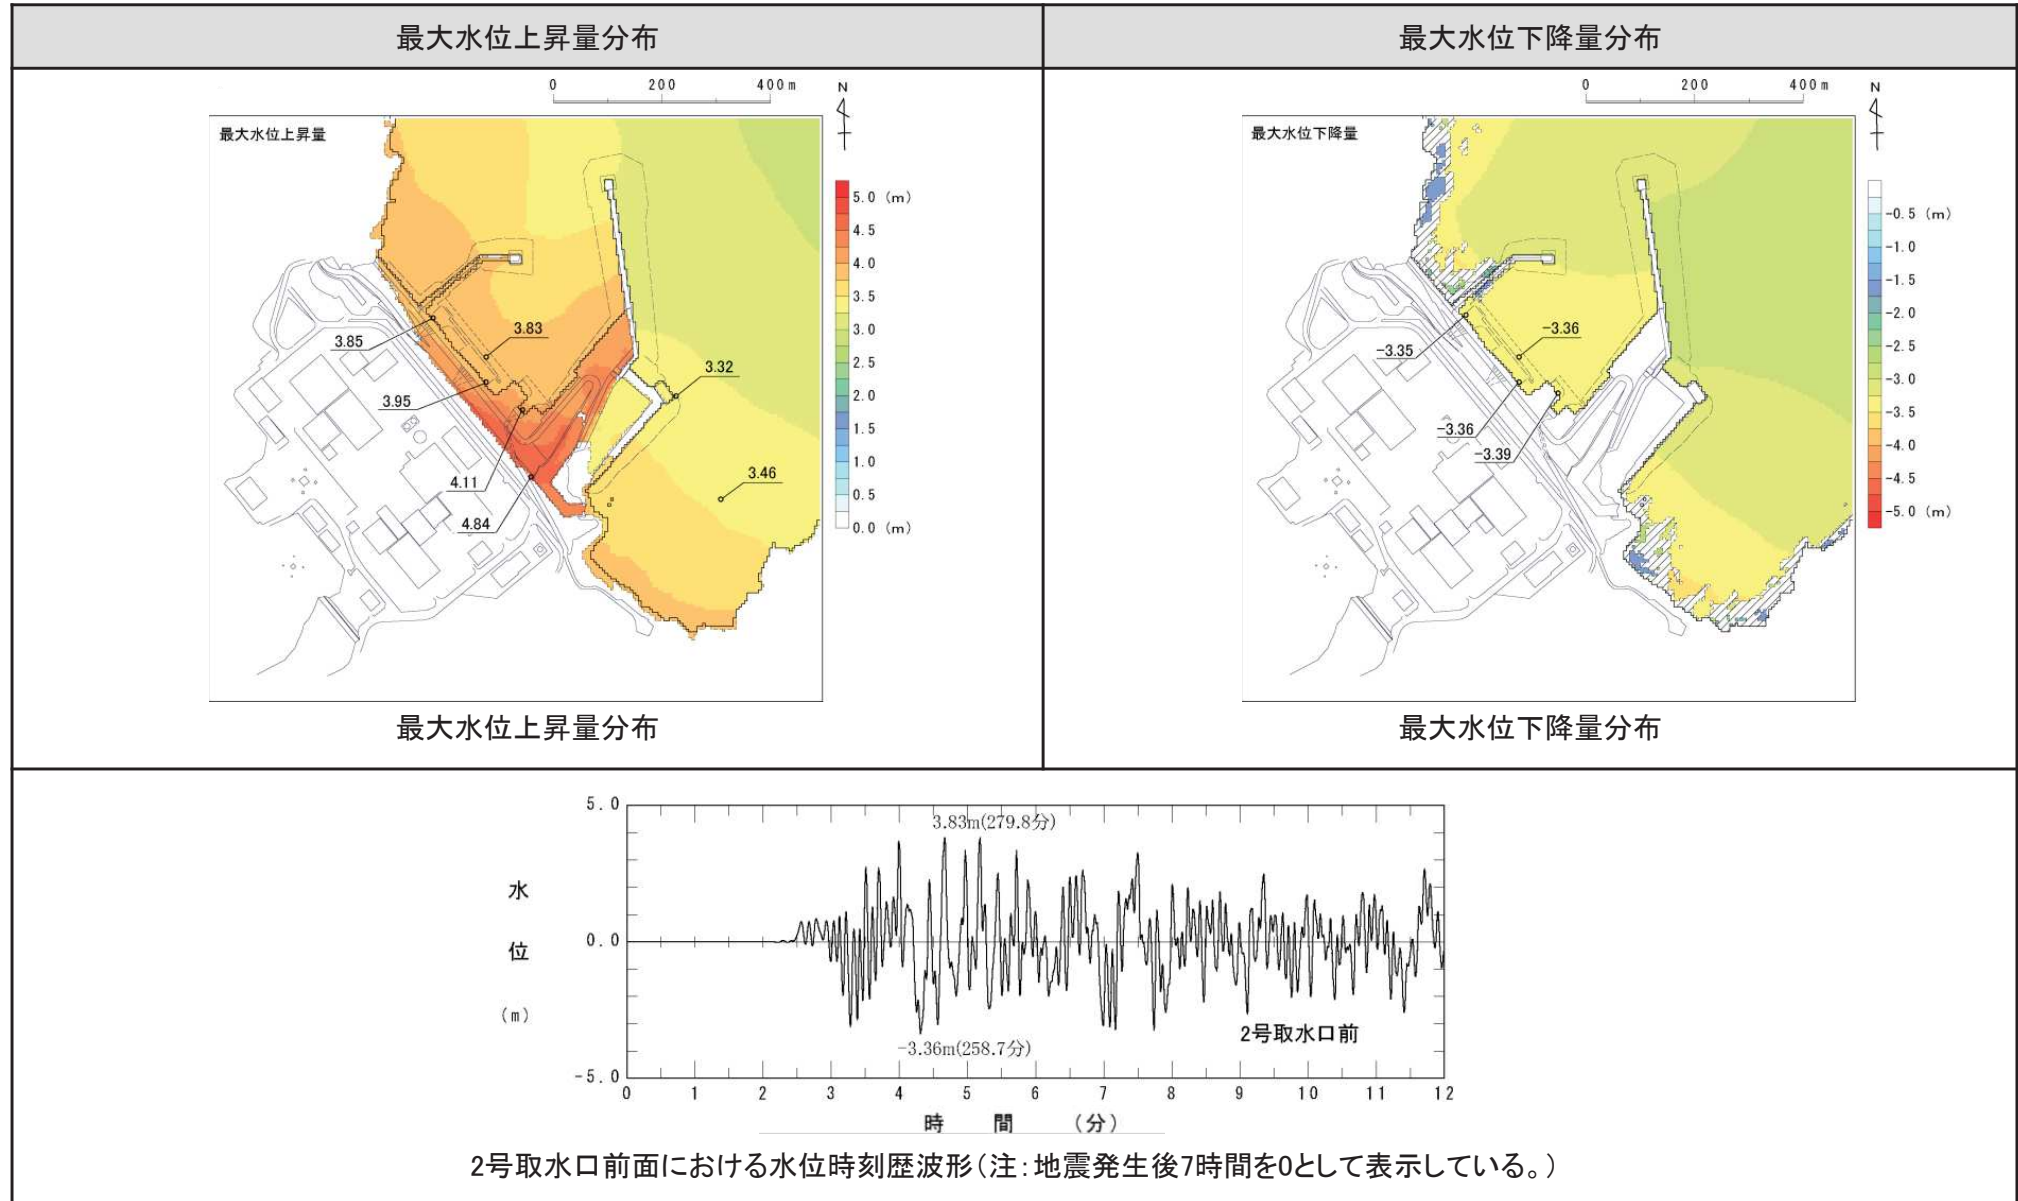 最大水位上昇量分布
最大水位下降量分布
0 200 400m
N
最大水位上昇量
3.85
3.83
3.95
3.32
4.11
3.46
4.84
5.0 (m)
4.5
4.0
3.5
3.0
2.5
2.0
1.5
1.0
0.5
0.0 (m)
最大水位上昇量分布
0 200 400m
N
最大水位下降量
-3.35
-3.36
-3.36
-3.39
-0.5 (m)
-1.0
-1.5
-2.0
-2.5
-3.0
-3.5
-4.0
-4.5
-5.0 (m)
最大水位下降量分布
5.0
0.0
-5.0
水位(m)
3.83m(279.8分)
-3.36m(258.7分)
2号取水口前
0 1 2 3 4 5 6 7 8 9 10 11 12
時 間 (分)
2号取水口前面における水位時刻歴波形(注:地震発生後7時間を0として表示している。)